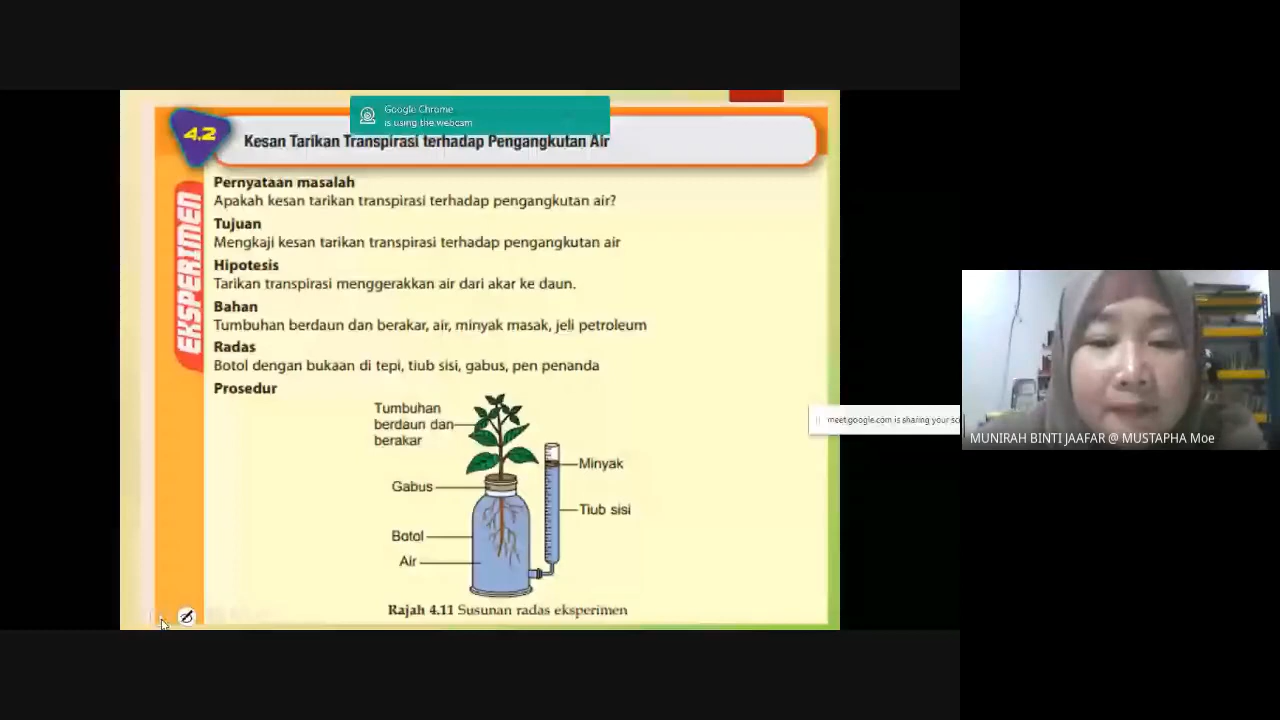 Google Chrome
is using the webcam
4.2
Kesan Tarikan Transpirasi terhadap Pengangkutan Air
EKSPERIMEN
Pernyataan masalah
Apakah kesan tarikan transpirasi terhadap pengangkutan air?
Tujuan
Mengkaji kesan tarikan transpirasi terhadap pengangkutan air
Hipotesis
Tarikan transpirasi menggerakkan air dari akar ke daun.
Bahan
Tumbuhan berdaun dan berakar, air, minyak masak, jeli petroleum
Radas
Botol dengan bukaan di tepi, tiub sisi, gabus, pen penanda
Prosedur
Tumbuhan
berdaun dan
berakar
Minyak
Gabus
Tiub sisi
Botol
Air
Rajah 4.11 Susunan radas eksperimen
meet.google.com is sharing your sc
MUNIRAH BINTI JAAFAR @ MUSTAPHA Moe